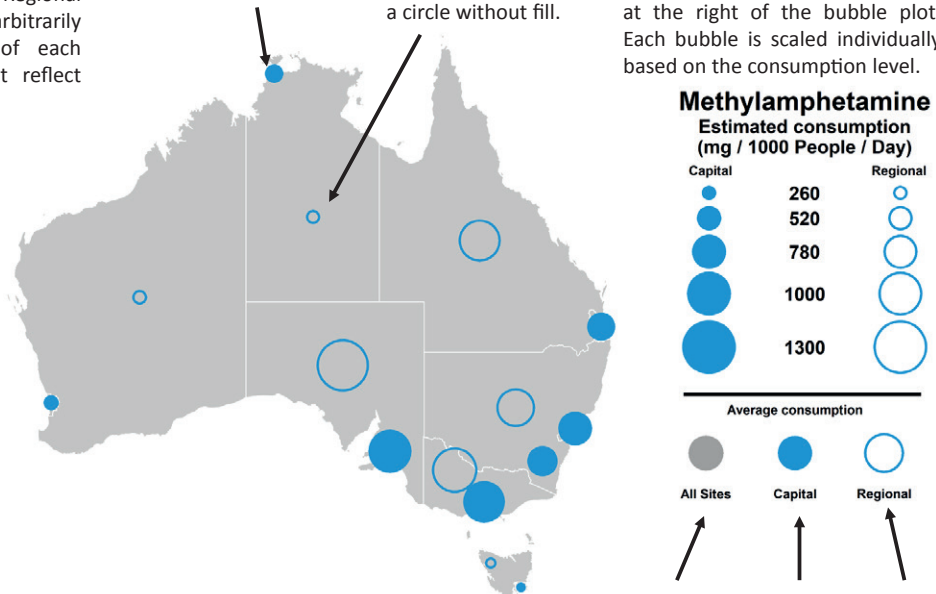 Regional
arbitrarily
of each
t reflect
a circle without fill.
at the right of the bubble plot
Each bubble is scaled individually
based on the consumption level.
Methylamphetamine
Estimated consumption
(mg / 1000 People / Day)
Capital Regional
260
520
780
1000
1300
Average consumption
All Sites Capital Regional